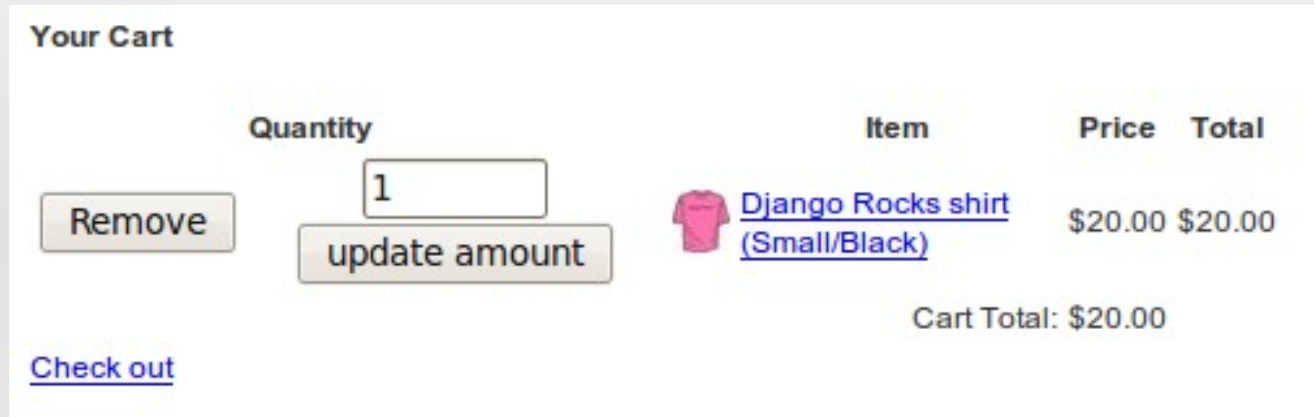 Your Cart
Quantity Item Price Total
1
Remove
update amount
Django Rocks shirt
(Small/Black)
$20.00 $20.00
Cart Total: $20.00
Check out